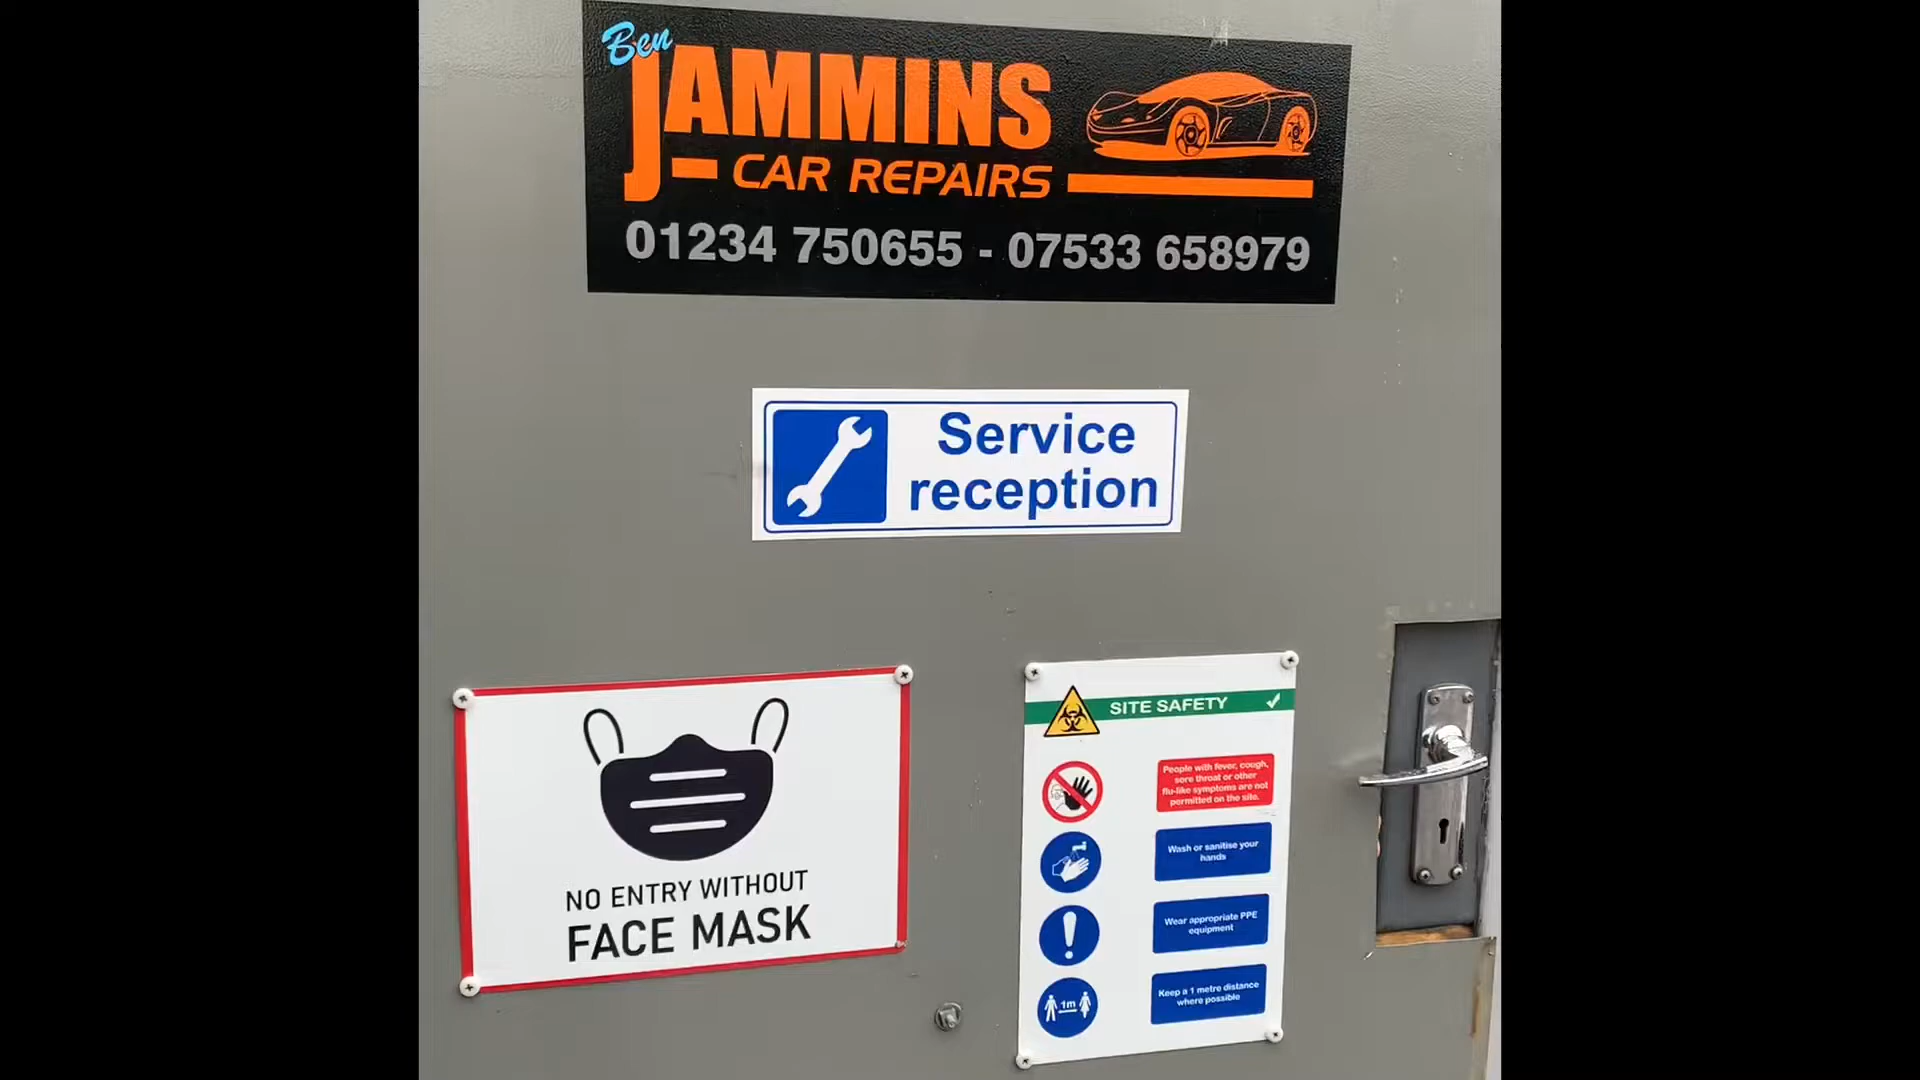 Ben
JAMMINS
CAR REPAIRS
01234 750655 - 07533 658979
Service
reception
NO ENTRY WITHOUT
FACE MASK
SITE SAFETY
People with fever, cough,
sore throat or other
flu-like symptoms are not
permitted on the site.
Wash or sanitise your
hands
Wear appropriate PPE
equipment
1m
Keep a 1 metre distance
where possible